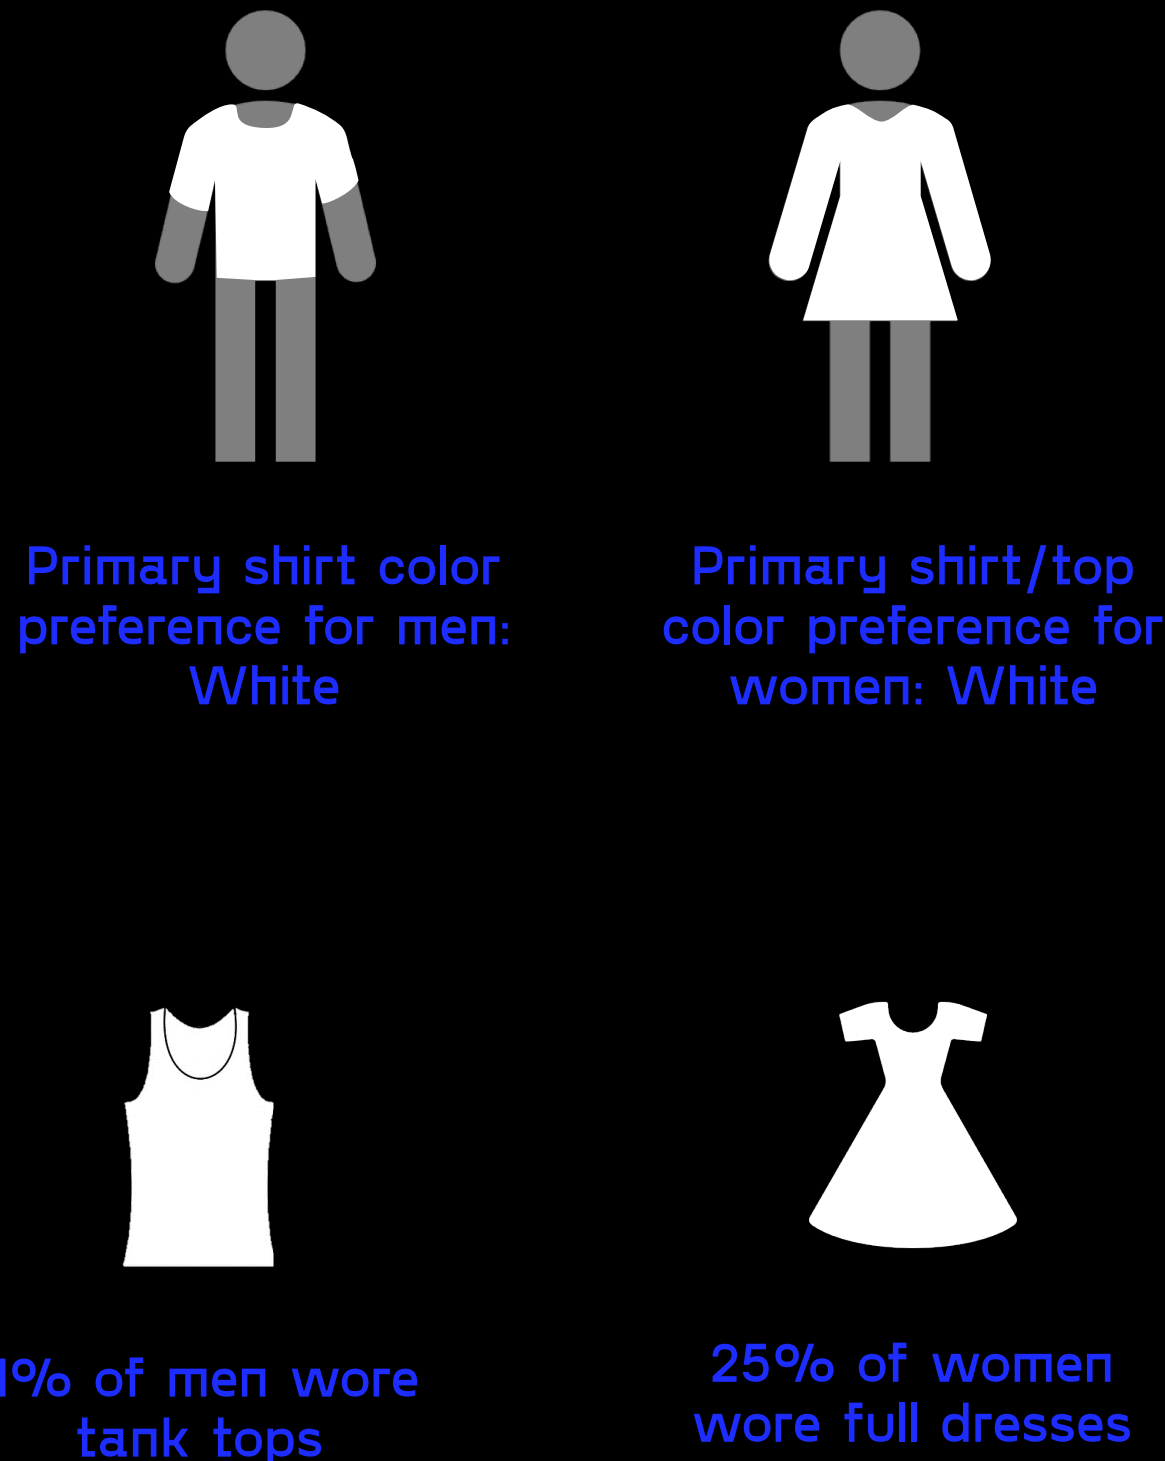 Primary shirt color
preference for men:
White
Primary shirt/top
color preference for
women: White
1% of men wore
tank tops
25% of women
wore full dresses